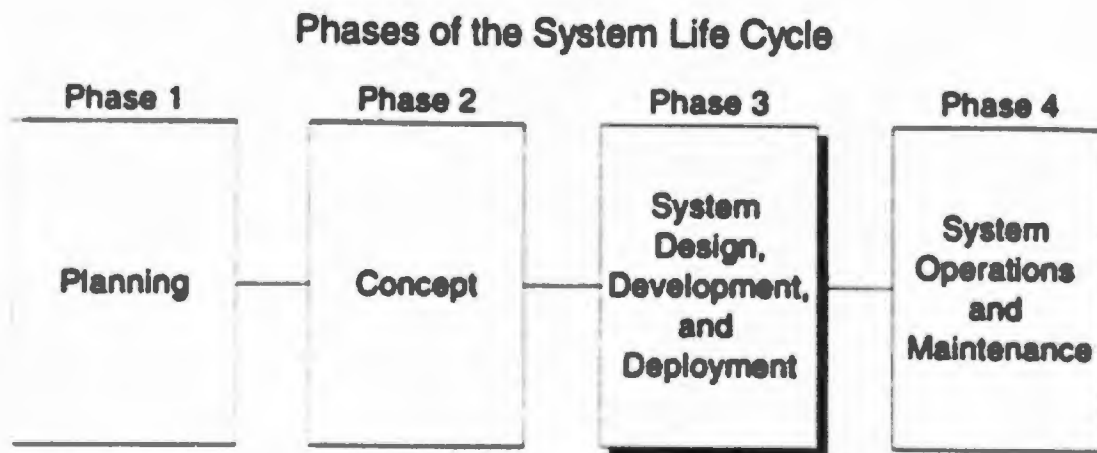 Phases of the System Life Cycle
Phase 1
Phase 2
Phase 3
Phase 4
Planning
Concept
System
Design,
Development,
and
Deployment
System
Operations
and
Maintenance